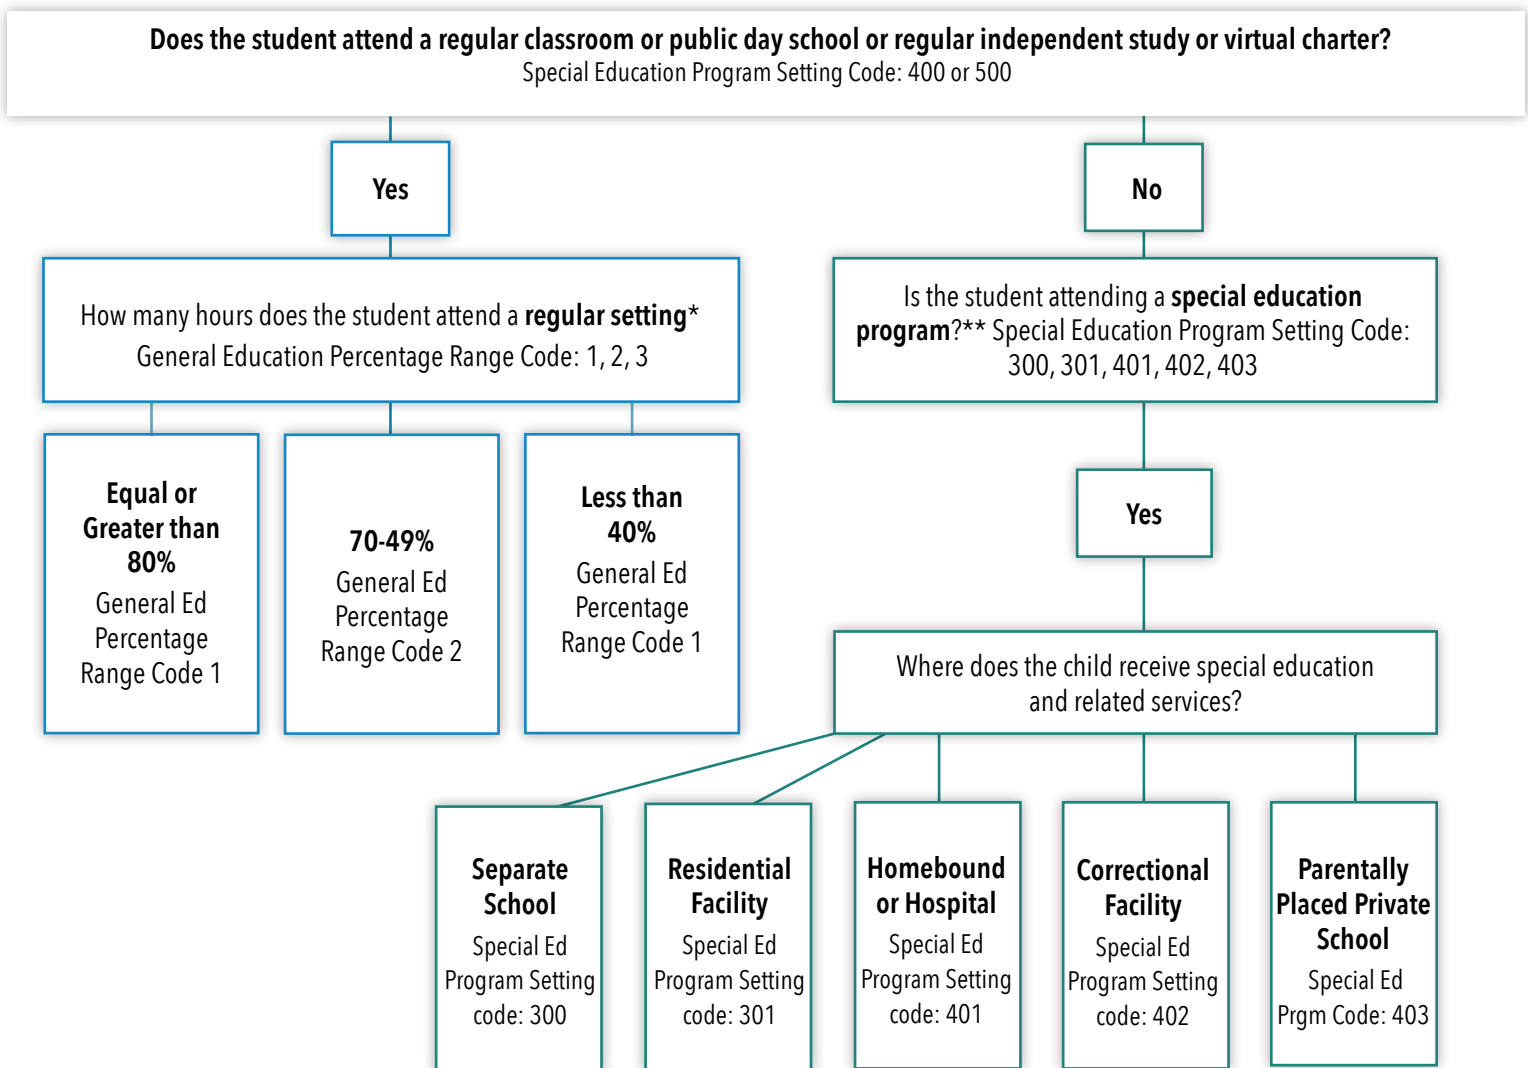 Does the student attend a regular classroom or public day school or regular independent study or virtual charter?
Special Education Program Setting Code: 400 or 500
Yes
No
How many hours does the student attend a regular setting*
General Education Percentage Range Code: 1, 2, 3
Is the student attending a special education
program?** Special Education Program Setting Code:
300, 301, 401, 402, 403
Equal or
Greater than
80%
General Ed
Percentage
Range Code 1
70-49%
General Ed
Percentage
Range Code 2
Less than
40%
General Ed
Percentage
Range Code 1
Yes
Where does the child receive special education
and related services?
Separate
School
Special Ed
Program Setting
code: 300
Residential
Facility
Special Ed
Program Setting
code: 301
Homebound
or Hospital
Special Ed
Program Setting
code: 401
Correctional
Facility
Special Ed
Program Setting
code: 402
Parentally
Placed Private
School
Special Ed
Prgm Code: 403